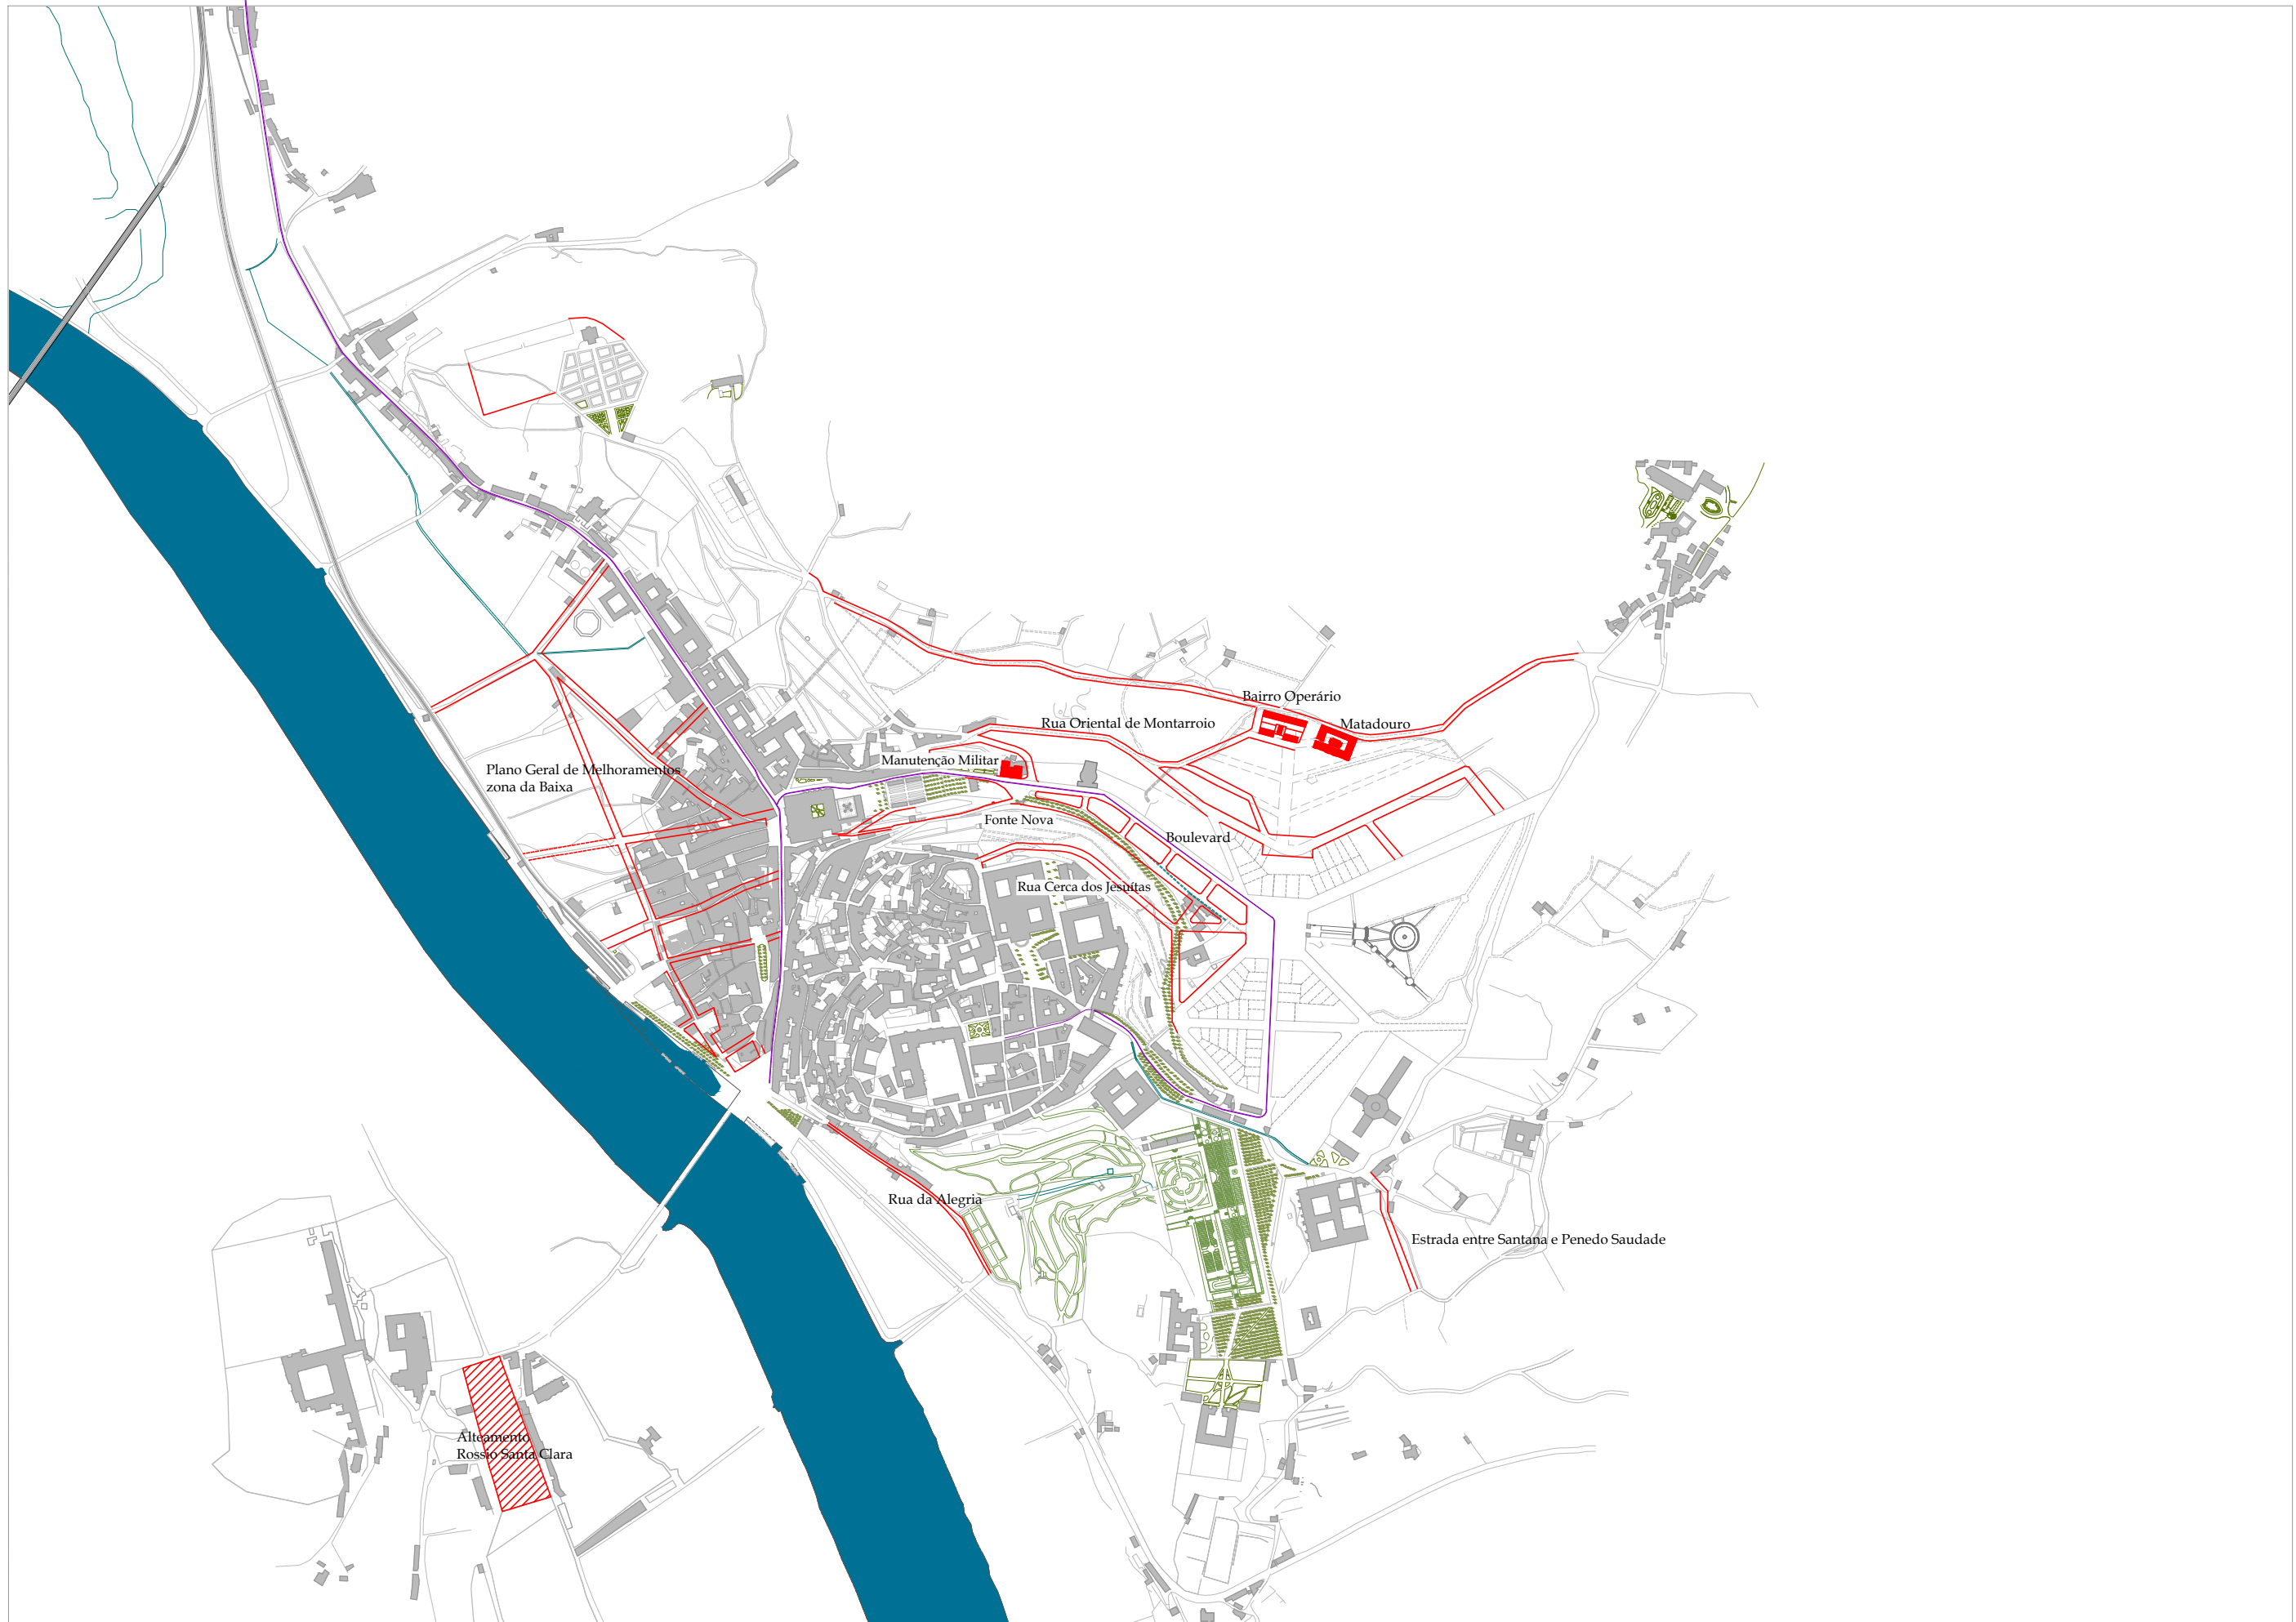 Bairro Operário
Rua Oriental de Montarroio
Matadouro
Manutenção Militar
Plano Geral de Melhoramentos
zona da Baixa
Fonte Nova
Boulevard
Rua Cerca dos Jesuítas
Rua da Alegria
Estrada entre Santana e Penedo Saudade
Alteamento
Rossio Santa Clara